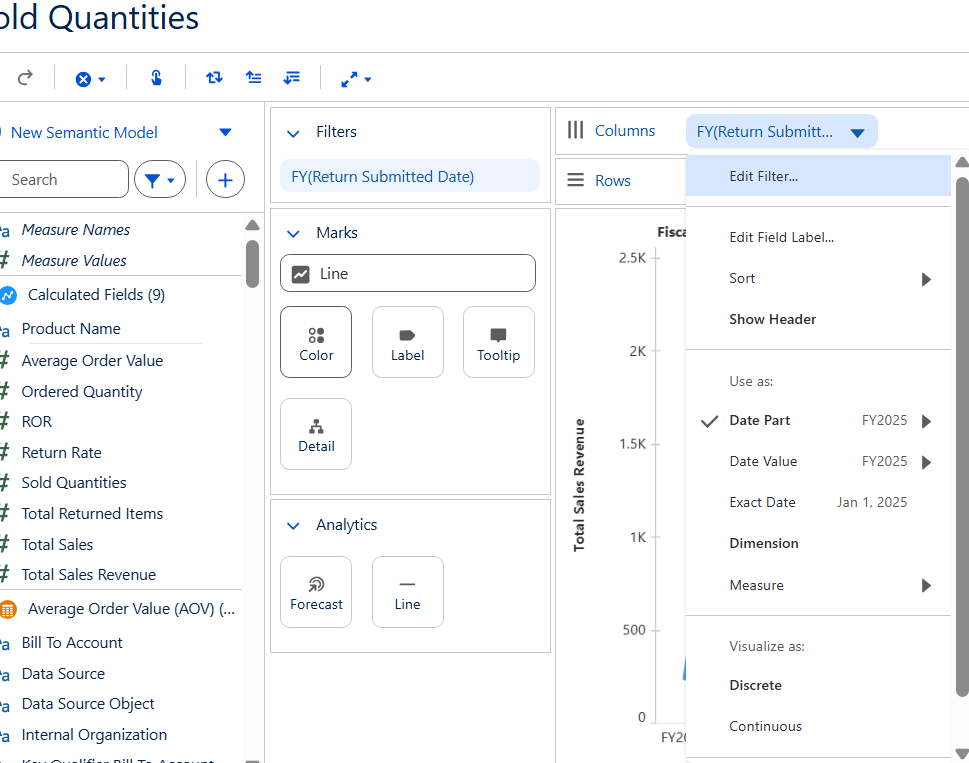 old Quantities
New Semantic Model
Search
Measure Names
Measure Values
Calculated Fields (9)
Product Name
Average Order Value
Ordered Quantity
ROR
Return Rate
Sold Quantities
Total Returned Items
Total Sales
Total Sales Revenue
Average Order Value (AOV) (...
Bill To Account
Data Source
Data Source Object
Internal Organization
Key Qualifier Bill To Account
Filters
FY(Return Submitted Date)
Marks
Line
Color
Label
Tooltip
Detail
Analytics
Forecast
Line
Columns
FY(Return Submitt...
Rows
Fisca
2.5K
2K
1.5K
1K
500
0
Total Sales Revenue
FY20
Edit Filter...
Edit Field Label...
Sort
Show Header
Use as:
Date Part FY2025
Date Value FY2025
Exact Date Jan 1, 2025
Dimension
Measure
Visualize as:
Discrete
Continuous